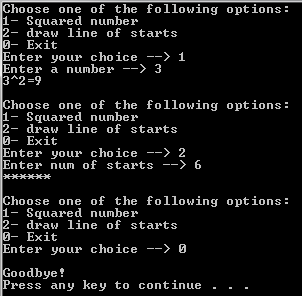 Choose one of the following options:
1- Squared number
2- draw line of starts
0- Exit
Enter your choice --> 1
Enter a number --> 3
3^2=9
Choose one of the following options:
1- Squared number
2- draw line of starts
0- Exit
Enter your choice --> 2
Enter num of starts --> 6
******
Choose one of the following options:
1- Squared number
2- draw line of starts
0- Exit
Enter your choice --> 0
Goodbye!
Press any key to continue . . .